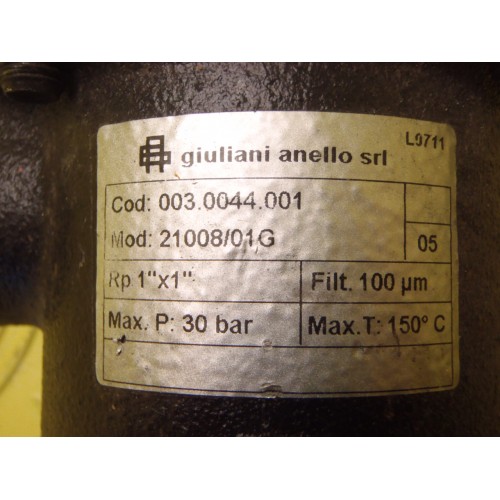 giuliani anello srl
L9711
Cod: 003.0044.001
Mod: 21008/01G
05
Rp 1"x1"
Filt. 100 µm
Max. P: 30 bar
Max.T: 150° C